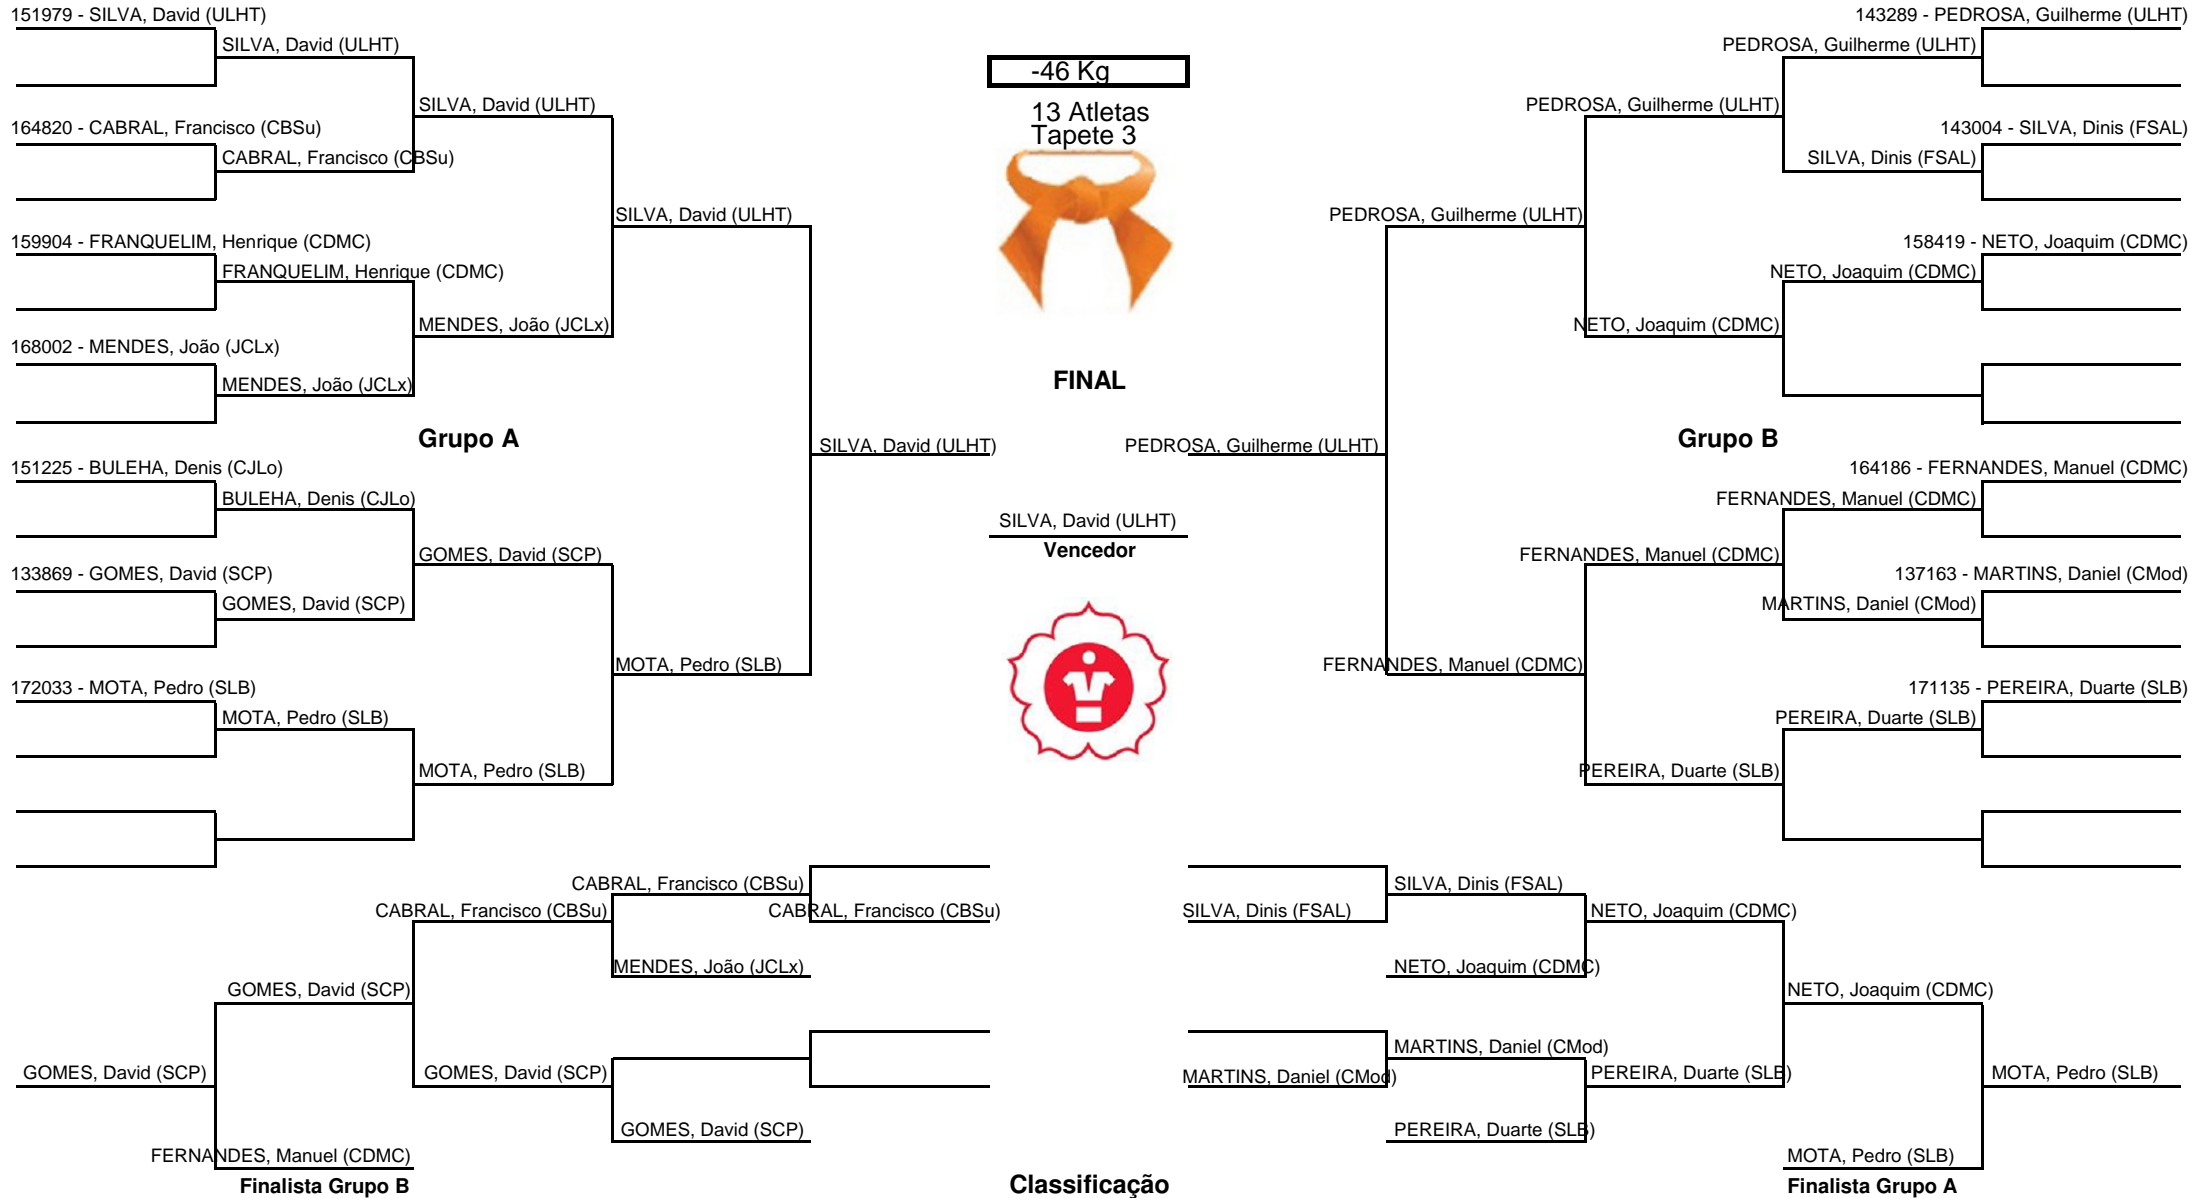 151979 - SILVA, David (ULHT)
SILVA, David (ULHT)
SILVA, David (ULHT)
164820 - CABRAL, Francisco (CBSu)
CABRAL, Francisco (CBSu)
SILVA, David (ULHT)
159904 - FRANQUELIM, Henrique (CDMC)
FRANQUELIM, Henrique (CDMC)
MENDES, João (JCLx)
168002 - MENDES, João (JCLx)
MENDES, João (JCLx)
Grupo A
SILVA, David (ULHT)
151225 - BULEHA, Denis (CJLo)
BULEHA, Denis (CJLo)
GOMES, David (SCP)
133869 - GOMES, David (SCP)
GOMES, David (SCP)
MOTA, Pedro (SLB)
172033 - MOTA, Pedro (SLB)
MOTA, Pedro (SLB)
MOTA, Pedro (SLB)
-46 Kg
13 Atletas
Tapete 3
FINAL
SILVA, David (ULHT)
Vencedor
143289 - PEDROSA, Guilherme (ULHT)
PEDROSA, Guilherme (ULHT)
PEDROSA, Guilherme (ULHT)
143004 - SILVA, Dinis (FSAL)
SILVA, Dinis (FSAL)
PEDROSA, Guilherme (ULHT)
158419 - NETO, Joaquim (CDMC)
NETO, Joaquim (CDMC)
NETO, Joaquim (CDMC)
Grupo B
PEDROSA, Guilherme (ULHT)
164186 - FERNANDES, Manuel (CDMC)
FERNANDES, Manuel (CDMC)
FERNANDES, Manuel (CDMC)
137163 - MARTINS, Daniel (CMod)
MARTINS, Daniel (CMod)
FERNANDES, Manuel (CDMC)
171135 - PEREIRA, Duarte (SLB)
PEREIRA, Duarte (SLB)
PEREIRA, Duarte (SLB)
CABRAL, Francisco (CBSu)
CABRAL, Francisco (CBSu)
CABRAL, Francisco (CBSu)
MENDES, João (JCLx)
GOMES, David (SCP)
GOMES, David (SCP)
GOMES, David (SCP)
GOMES, David (SCP)
FERNANDES, Manuel (CDMC)
Finalista Grupo B
SILVA, Dinis (FSAL)
SILVA, Dinis (FSAL)
NETO, Joaquim (CDMC)
NETO, Joaquim (CDMC)
NETO, Joaquim (CDMC)
MARTINS, Daniel (CMod)
MARTINS, Daniel (CMod)
PEREIRA, Duarte (SLB)
MOTA, Pedro (SLB)
PEREIRA, Duarte (SLB)
MOTA, Pedro (SLB)
Classificação
Finalista Grupo A